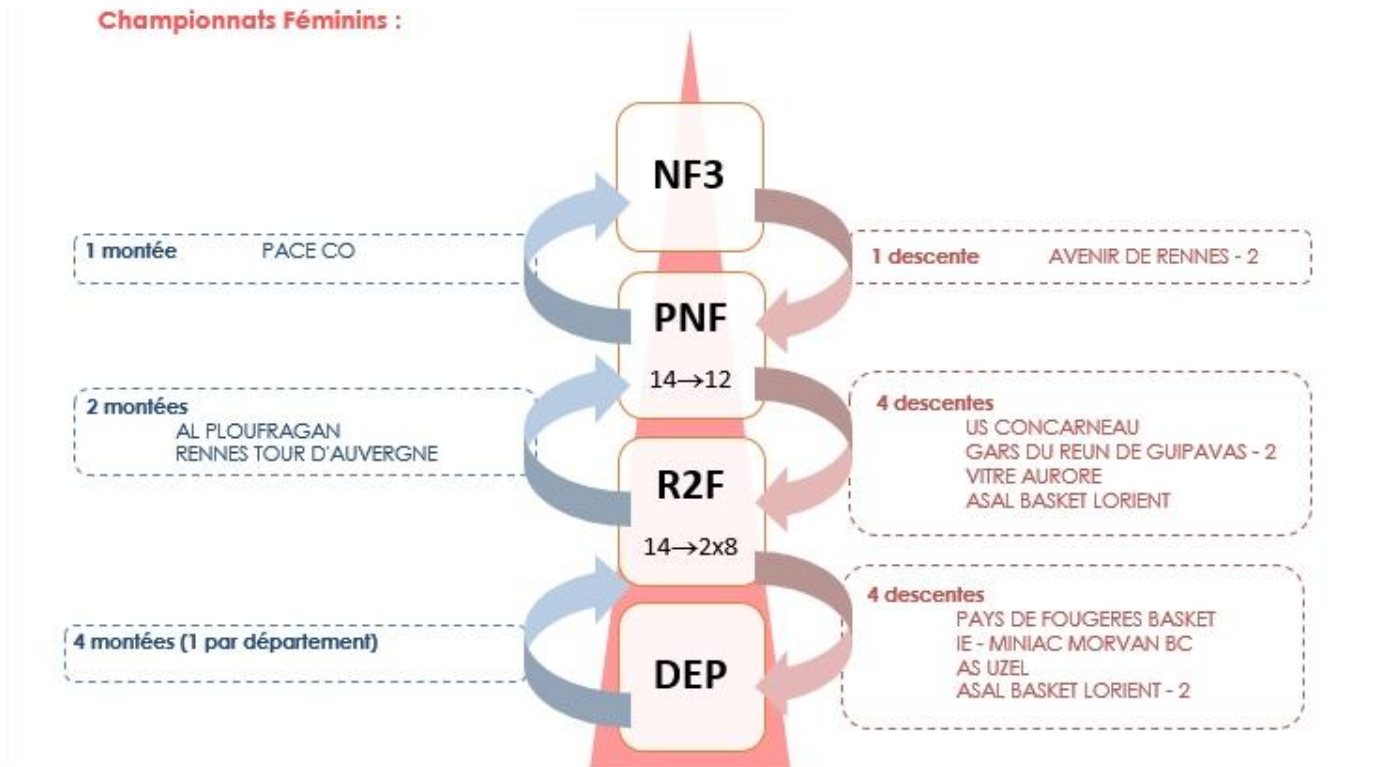 Championnats Féminins :
NF3
1 montée PACE CO
1 descente AVENIR DE RENNES - 2
PNF
14→12
2 montées
AL PLOUFRAGAN
RENNES TOUR D'AUVERGNE
4 descentes
US CONCARNEAU
GARS DU REUN DE GUIPAVAS - 2
VITRE AURORE
ASAL BASKET LORIENT
R2F
14→2x8
4 montées (1 par département)
4 descentes
PAYS DE FOUGERES BASKET
IE - MINIAC MORVAN BC
AS UZEL
ASAL BASKET LORIENT - 2
DEP